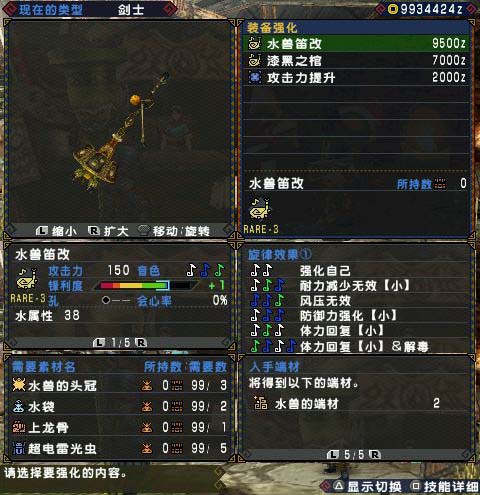 现在的类型 剑士
9934424z
装备强化
水兽笛改 9500z
漆黑之棺 7000z
攻击力提升 2000z
水兽笛改 所持数 0
RARE-3
L 缩小 R 扩大 移动/旋转
水兽笛改
攻击力 150 音色
锋利度 +1
RARE-3 孔 ●-- 会心率 0%
水属性 38
L 1/5 R
旋律效果①
强化自己
耐力减少无效【小】
风压无效
防御力强化【小】
体力回复【小】
体力回复【小】&解毒
需要素材名 所持数 需要数
水兽的头冠 0 99/ 3
水袋 0 99/ 2
上龙骨 0 99/ 1
超电雷光虫 0 99/ 5
入手端材
将得到以下的端材。
水兽的端材 2
L 5/5 R
请选择要强化的内容。
△显示切换 □技能详细